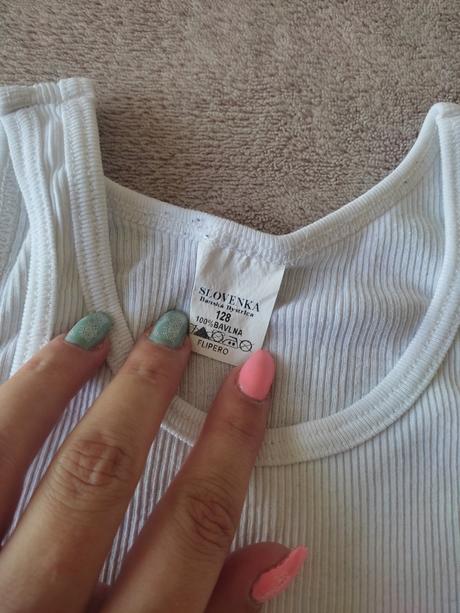 SLOVENKA
Banská Bystrica
128
100% BAVLNA
FLIPERO